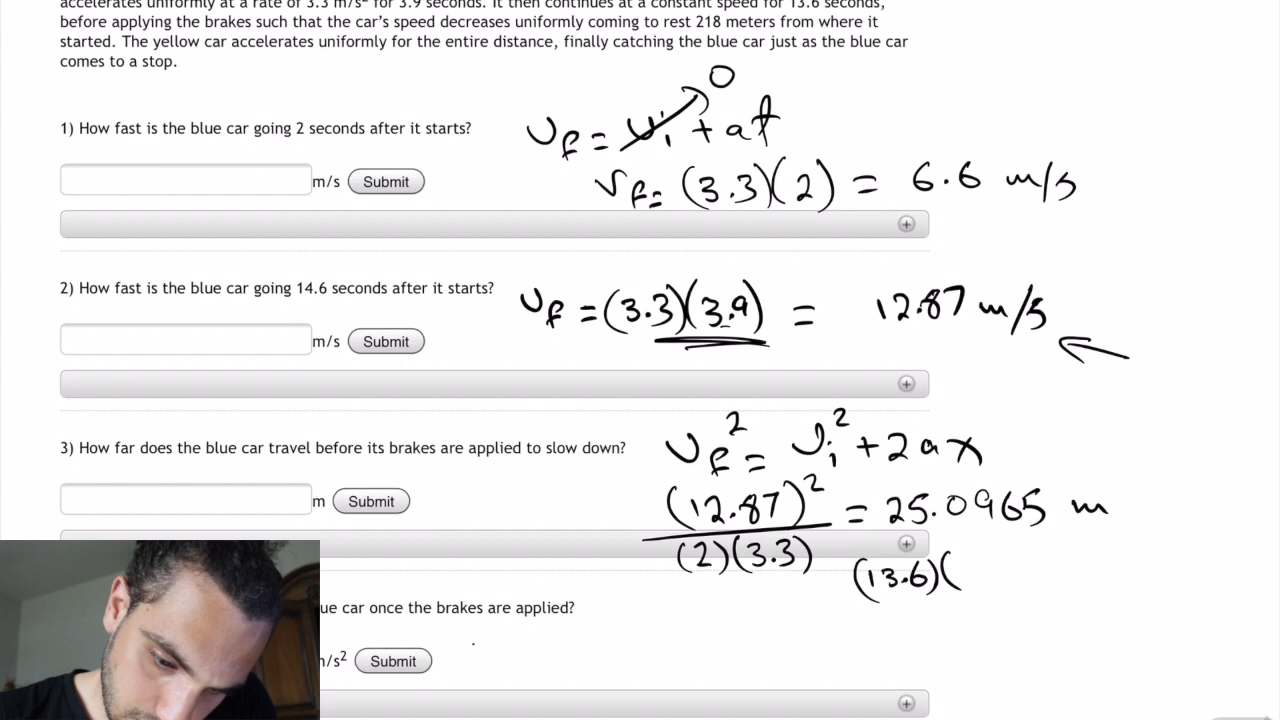 accelerates uniformly at a rate of 3.3 m/s² for 3.9 seconds. It then continues at a constant speed for 13.6 seconds,
before applying the brakes such that the car's speed decreases uniformly coming to rest 218 meters from where it
started. The yellow car accelerates uniformly for the entire distance, finally catching the blue car just as the blue car
comes to a stop.
0
1) How fast is the blue car going 2 seconds after it starts?
v_f = v_i + at
m/s Submit
v_f = (3.3)(2) = 6.6 m/s
+
2) How fast is the blue car going 14.6 seconds after it starts?
v_f = (3.3)(3.9) = 12.87 m/s
m/s Submit
+
3) How far does the blue car travel before its brakes are applied to slow down?
v_f² = v_i² + 2ax
m Submit
(12.87)² = 25.0965 m
(2)(3.3)
+
(13.6)(
ue car once the brakes are applied?
/s² Submit
+